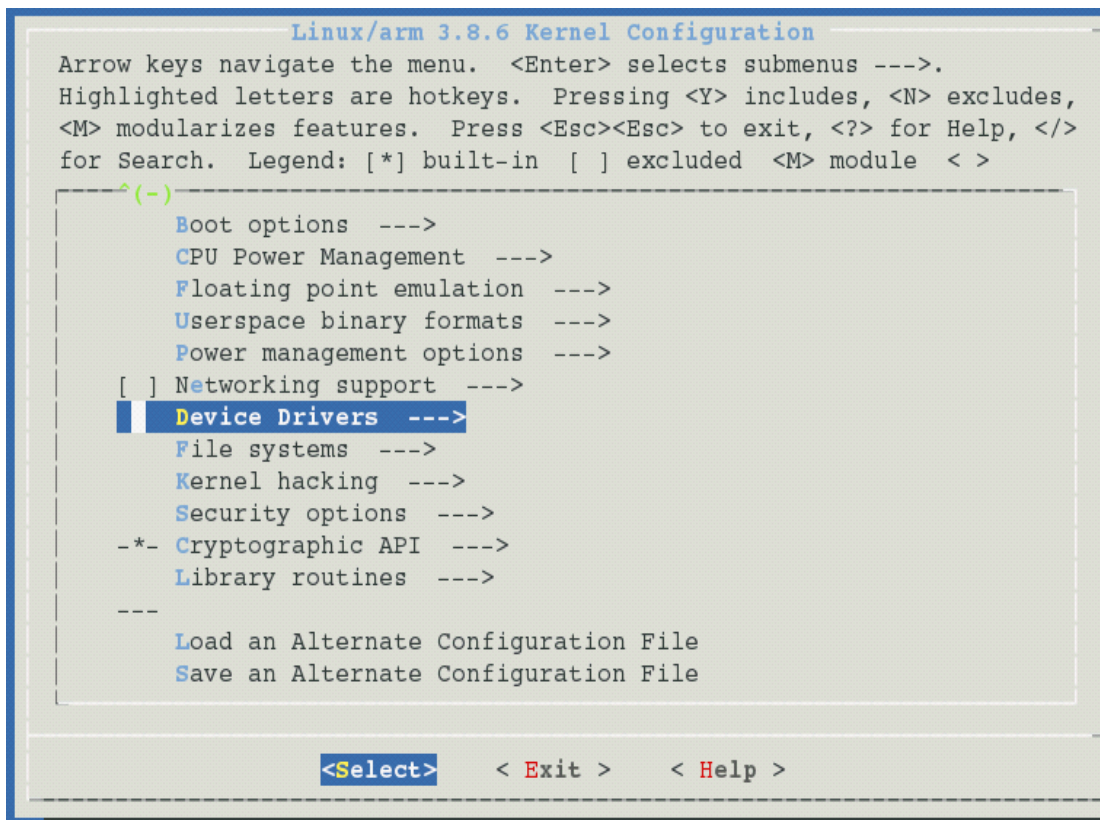 Linux/arm 3.8.6 Kernel Configuration
Arrow keys navigate the menu.  <Enter> selects submenus --->.
Highlighted letters are hotkeys.  Pressing <Y> includes, <N> excludes,
<M> modularizes features.  Press <Esc><Esc> to exit, <?> for Help, </>
for Search.  Legend: [*] built-in  [ ] excluded  <M> module  < >
^(-)
Boot options  --->
CPU Power Management  --->
Floating point emulation  --->
Userspace binary formats  --->
Power management options  --->
[ ] Networking support  --->
Device Drivers  --->
File systems  --->
Kernel hacking  --->
Security options  --->
-*- Cryptographic API  --->
Library routines  --->
---
Load an Alternate Configuration File
Save an Alternate Configuration File
<Select>    < Exit >    < Help >